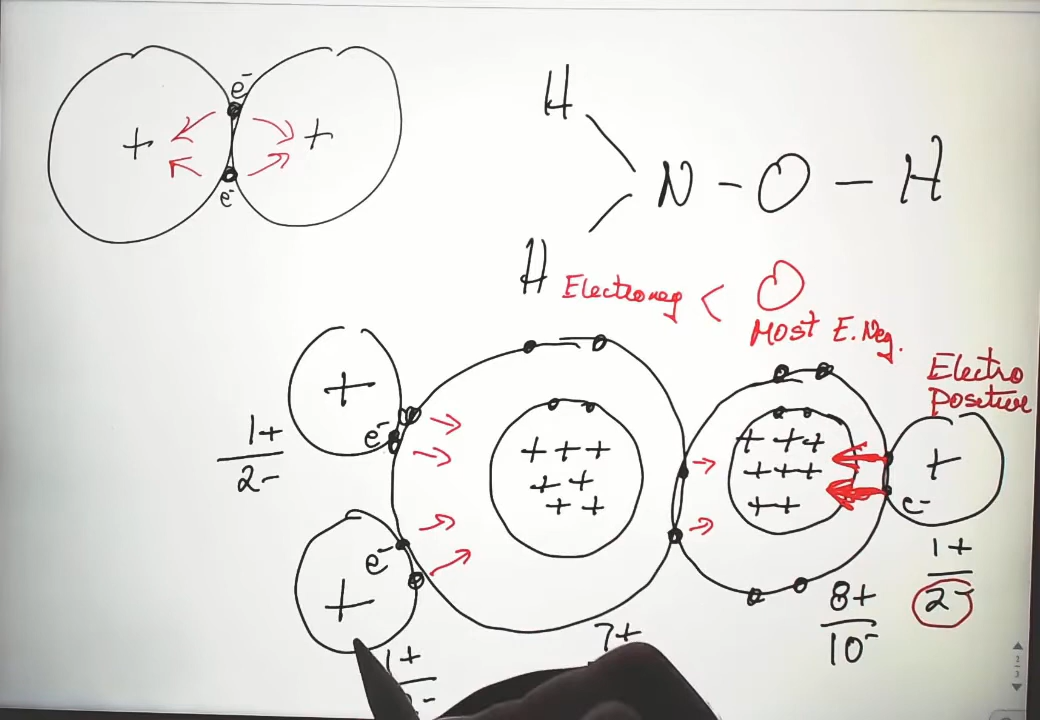 e⁻
+ +
e⁻
H
N - O - H
H
Electroneg < O
Most E.Neg.
Electro
Positive
+
e⁻
1+
2-
+ + +
+ +
+ +
+ + +
+ + +
+ +
+
e⁻
1+
2-
e⁻
+
1+
7+
8+
10⁻